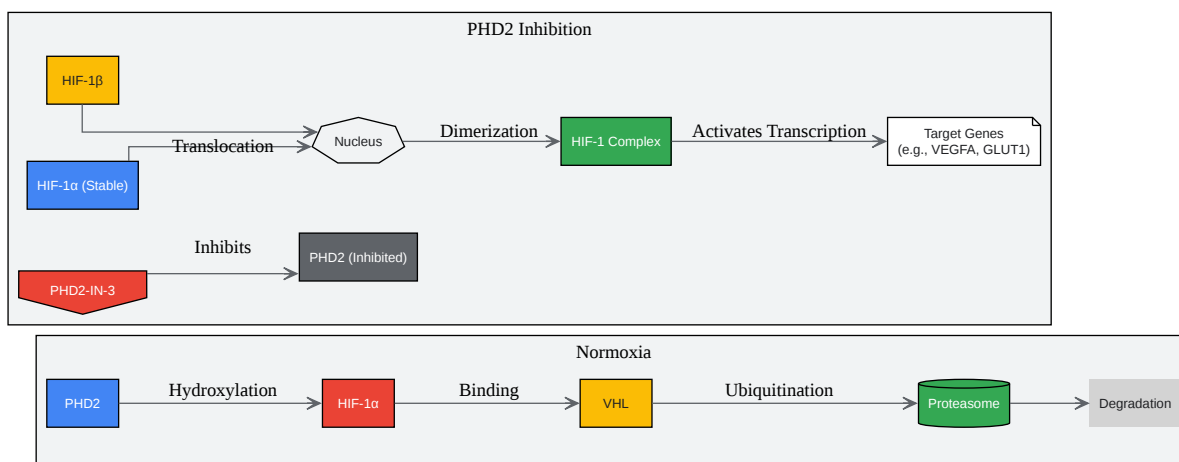 PHD2 Inhibition
HIF-1β
Translocation
Nucleus
Dimerization
HIF-1 Complex
Activates Transcription
Target Genes
(e.g., VEGFA, GLUT1)
HIF-1α (Stable)
Inhibits
PHD2 (Inhibited)
PHD2-IN-3
Normoxia
PHD2
Hydroxylation
HIF-1α
Binding
VHL
Ubiquitination
Proteasome
Degradation